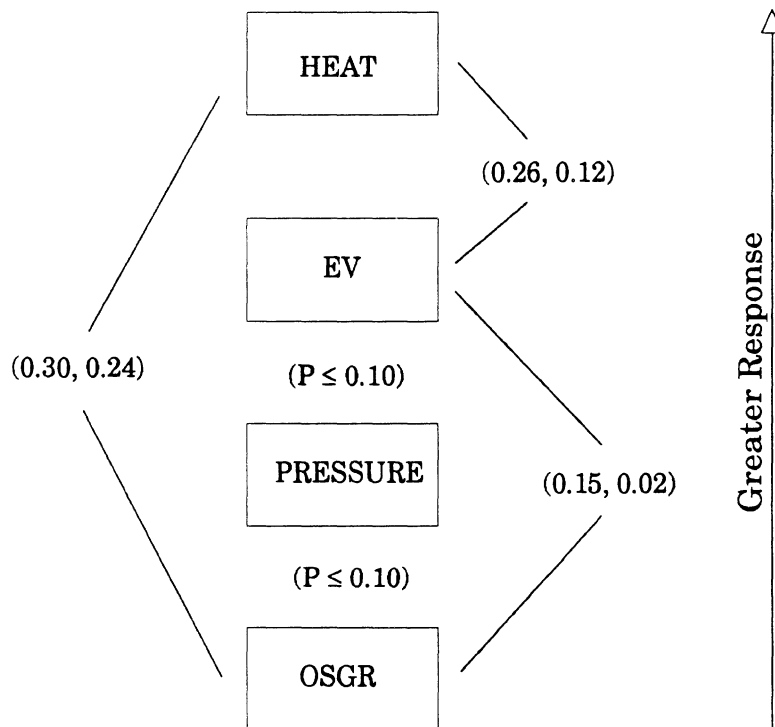 HEAT
(0.26, 0.12)
EV
(0.30, 0.24)
(P ≤ 0.10)
PRESSURE
(0.15, 0.02)
(P ≤ 0.10)
OSGR
Greater Response